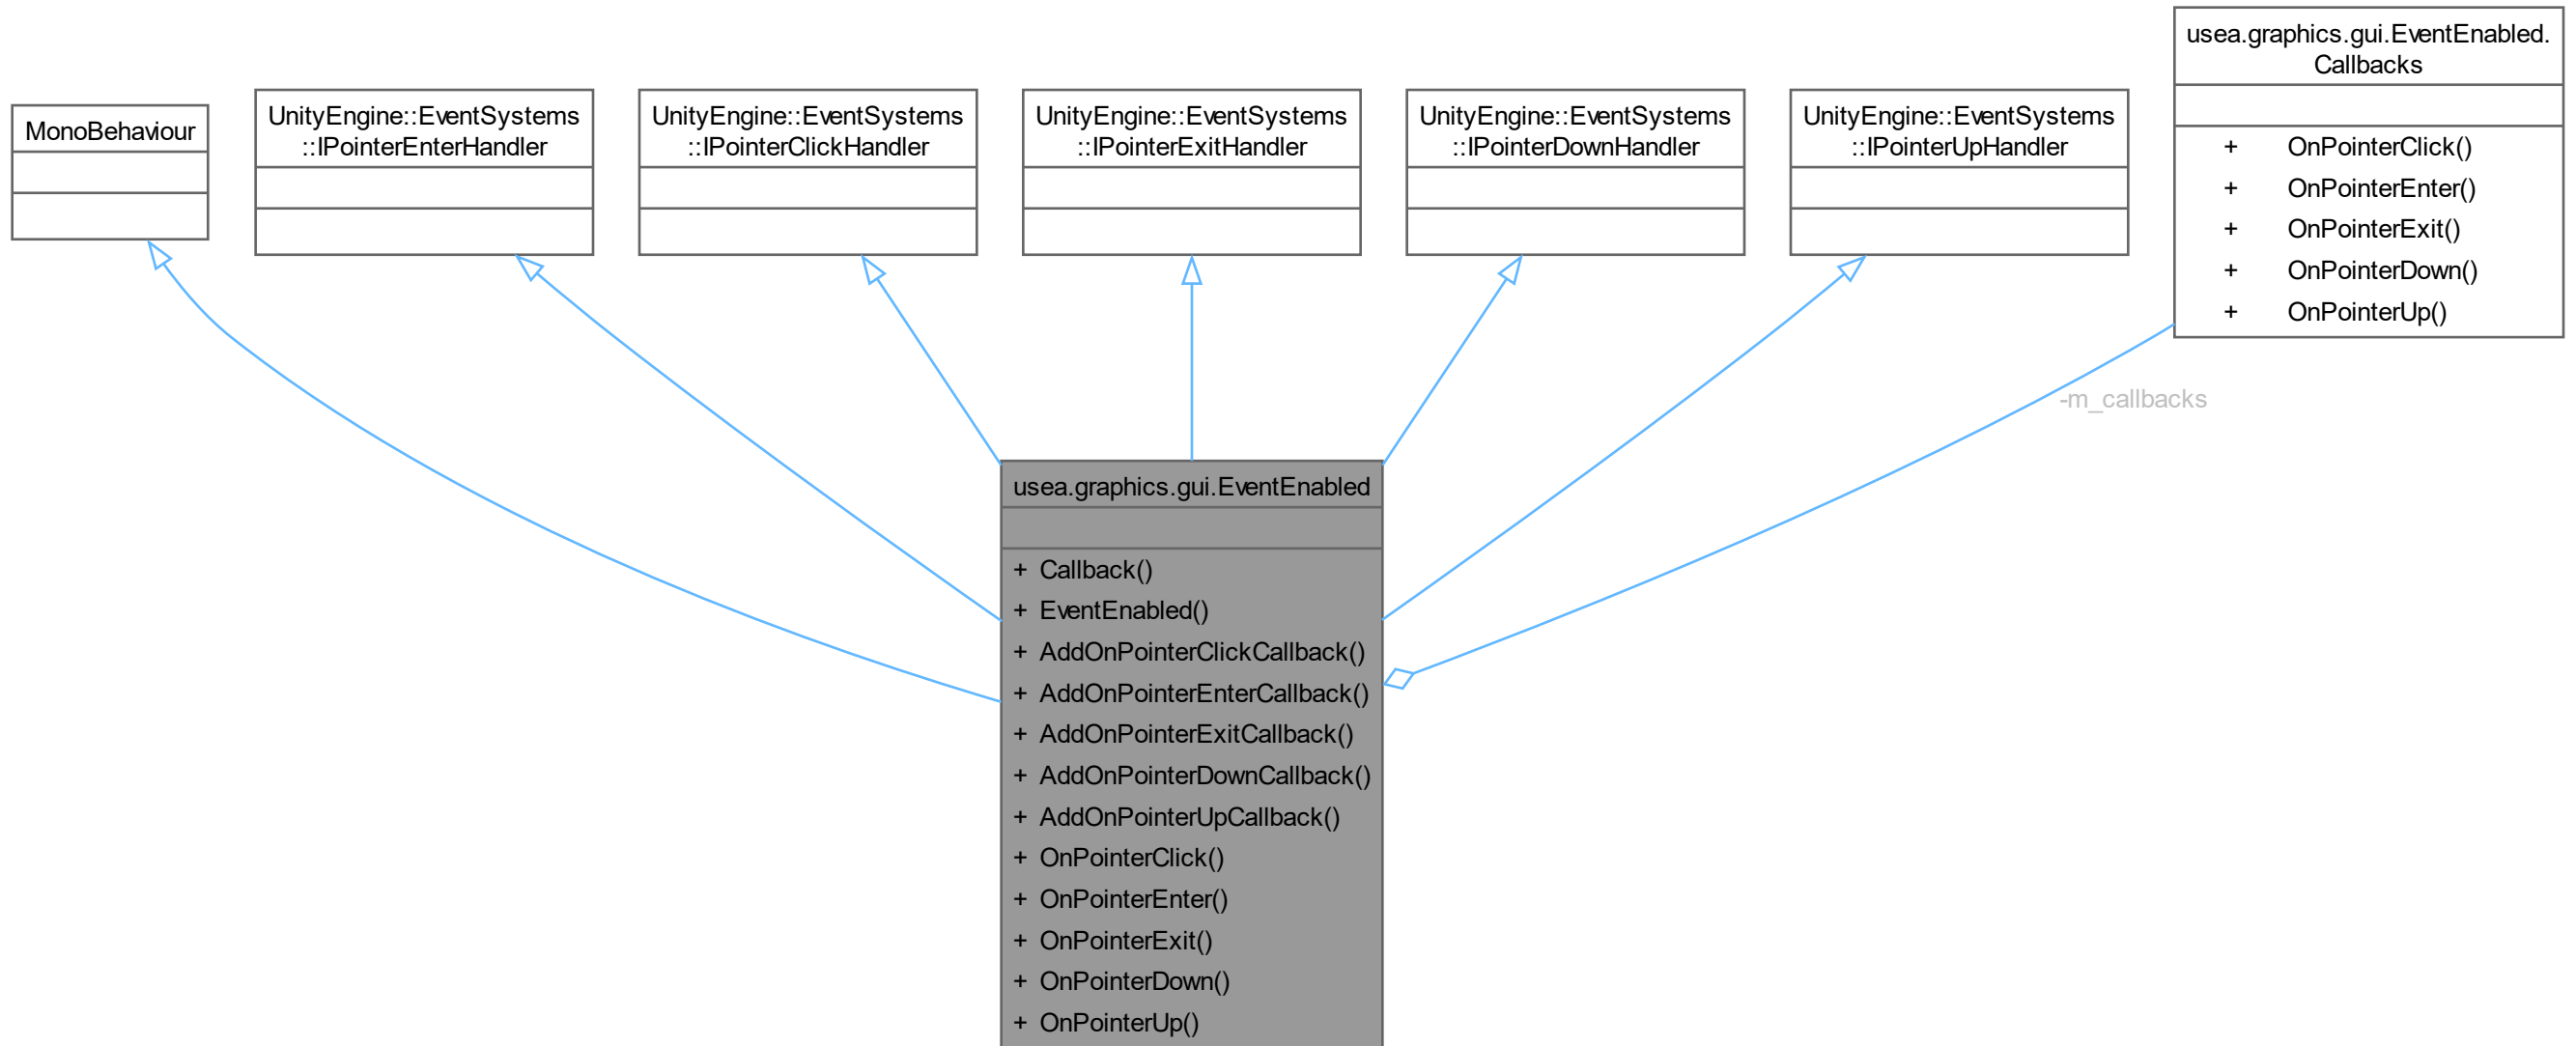 MonoBehaviour
UnityEngine::EventSystems
::IPointerEnterHandler
UnityEngine::EventSystems
::IPointerClickHandler
UnityEngine::EventSystems
::IPointerExitHandler
UnityEngine::EventSystems
::IPointerDownHandler
UnityEngine::EventSystems
::IPointerUpHandler
usea.graphics.gui.EventEnabled.
Callbacks
+ OnPointerClick()
+ OnPointerEnter()
+ OnPointerExit()
+ OnPointerDown()
+ OnPointerUp()
-m_callbacks
usea.graphics.gui.EventEnabled
+ Callback()
+ EventEnabled()
+ AddOnPointerClickCallback()
+ AddOnPointerEnterCallback()
+ AddOnPointerExitCallback()
+ AddOnPointerDownCallback()
+ AddOnPointerUpCallback()
+ OnPointerClick()
+ OnPointerEnter()
+ OnPointerExit()
+ OnPointerDown()
+ OnPointerUp()